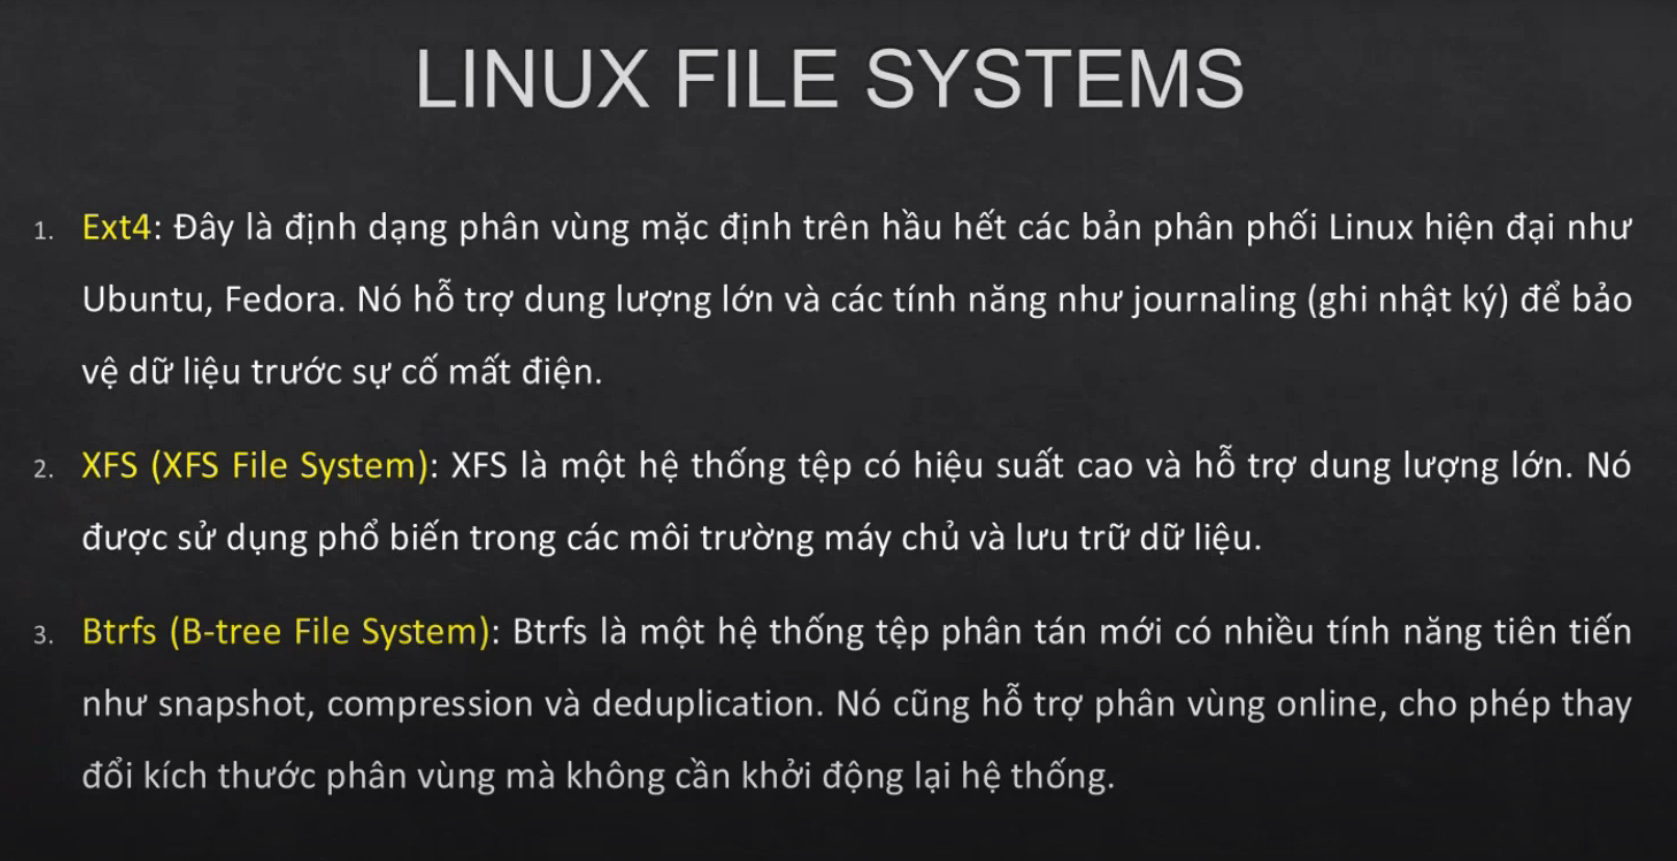 LINUX FILE SYSTEMS
1. Ext4: Đây là định dạng phân vùng mặc định trên hầu hết các bản phân phối Linux hiện đại như
Ubuntu, Fedora. Nó hỗ trợ dung lượng lớn và các tính năng như journaling (ghi nhật ký) để bảo
vệ dữ liệu trước sự cố mất điện.
2. XFS (XFS File System): XFS là một hệ thống tệp có hiệu suất cao và hỗ trợ dung lượng lớn. Nó
được sử dụng phổ biến trong các môi trường máy chủ và lưu trữ dữ liệu.
3. Btrfs (B-tree File System): Btrfs là một hệ thống tệp phân tán mới có nhiều tính năng tiên tiến
như snapshot, compression và deduplication. Nó cũng hỗ trợ phân vùng online, cho phép thay
đổi kích thước phân vùng mà không cần khởi động lại hệ thống.